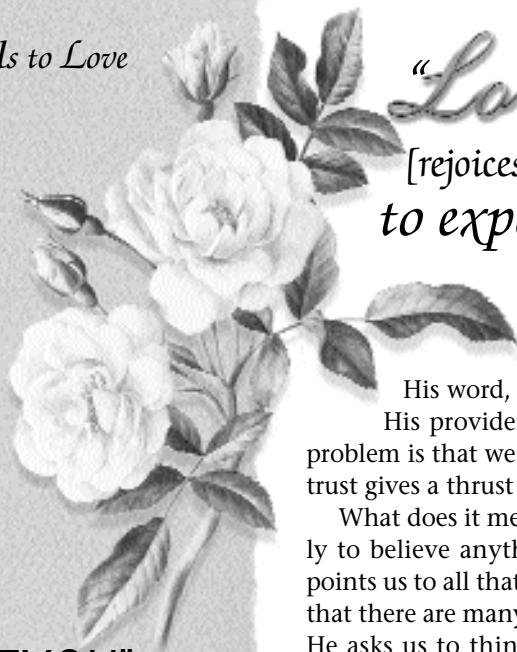 ls to Love
“Lo
[rejoices
to exp
His word,
His provide
problem is that we
trust gives a thrust
What does it me
ly to believe anyth
points us to all that
that there are many
He asks us to thin